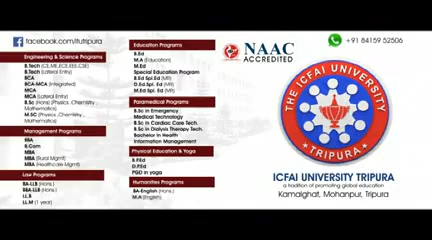 facebook.com/itutripura
Engineering & Science Programs
B.Tech (CE,ME,ECE,EEE,CSE)
B.Tech (Lateral Entry)
BCA
BCA-MCA (Integrated)
MCA
MCA (Lateral Entry)
B.Sc (Hons) (Physics, Chemistry,
Mathematics)
M.SC (Physics, Chemistry,
Mathematics)
Management Programs
BBA
B.Com
MBA
MBA (Rural Mgmt)
MBA (Healthcare Mgmt)
Law Programs
BA-LLB (Hons.)
BBA-LLB (Hons.)
LL.B
LL.M (1 year)
Education Programs
B.Ed
M.A (Education)
M.Ed
Special Education Program
B.Ed Spl.Ed (MR)
D.Ed.Spl. Ed (MR)
M.Ed Spl. Ed (MR)
Paramedical Programs
B.Sc in Emergency
Medical Technology
B.Sc in Cardiac Care Tech.
B.Sc in Dialysis Therapy Tech.
Bachelor in Health
Information Management
Physical Education & Yoga
B.P.Ed
D.P.Ed
PGD in yoga
Humanities Programs
BA-English (Hons.)
M.A (English)
NAAC
ACCREDITED
+91 84159 52506
THE ICFAI UNIVERSITY
TRIPURA
ICFAI UNIVERSITY TRIPURA
a tradition of promoting global education
Kamalghat, Mohanpur, Tripura